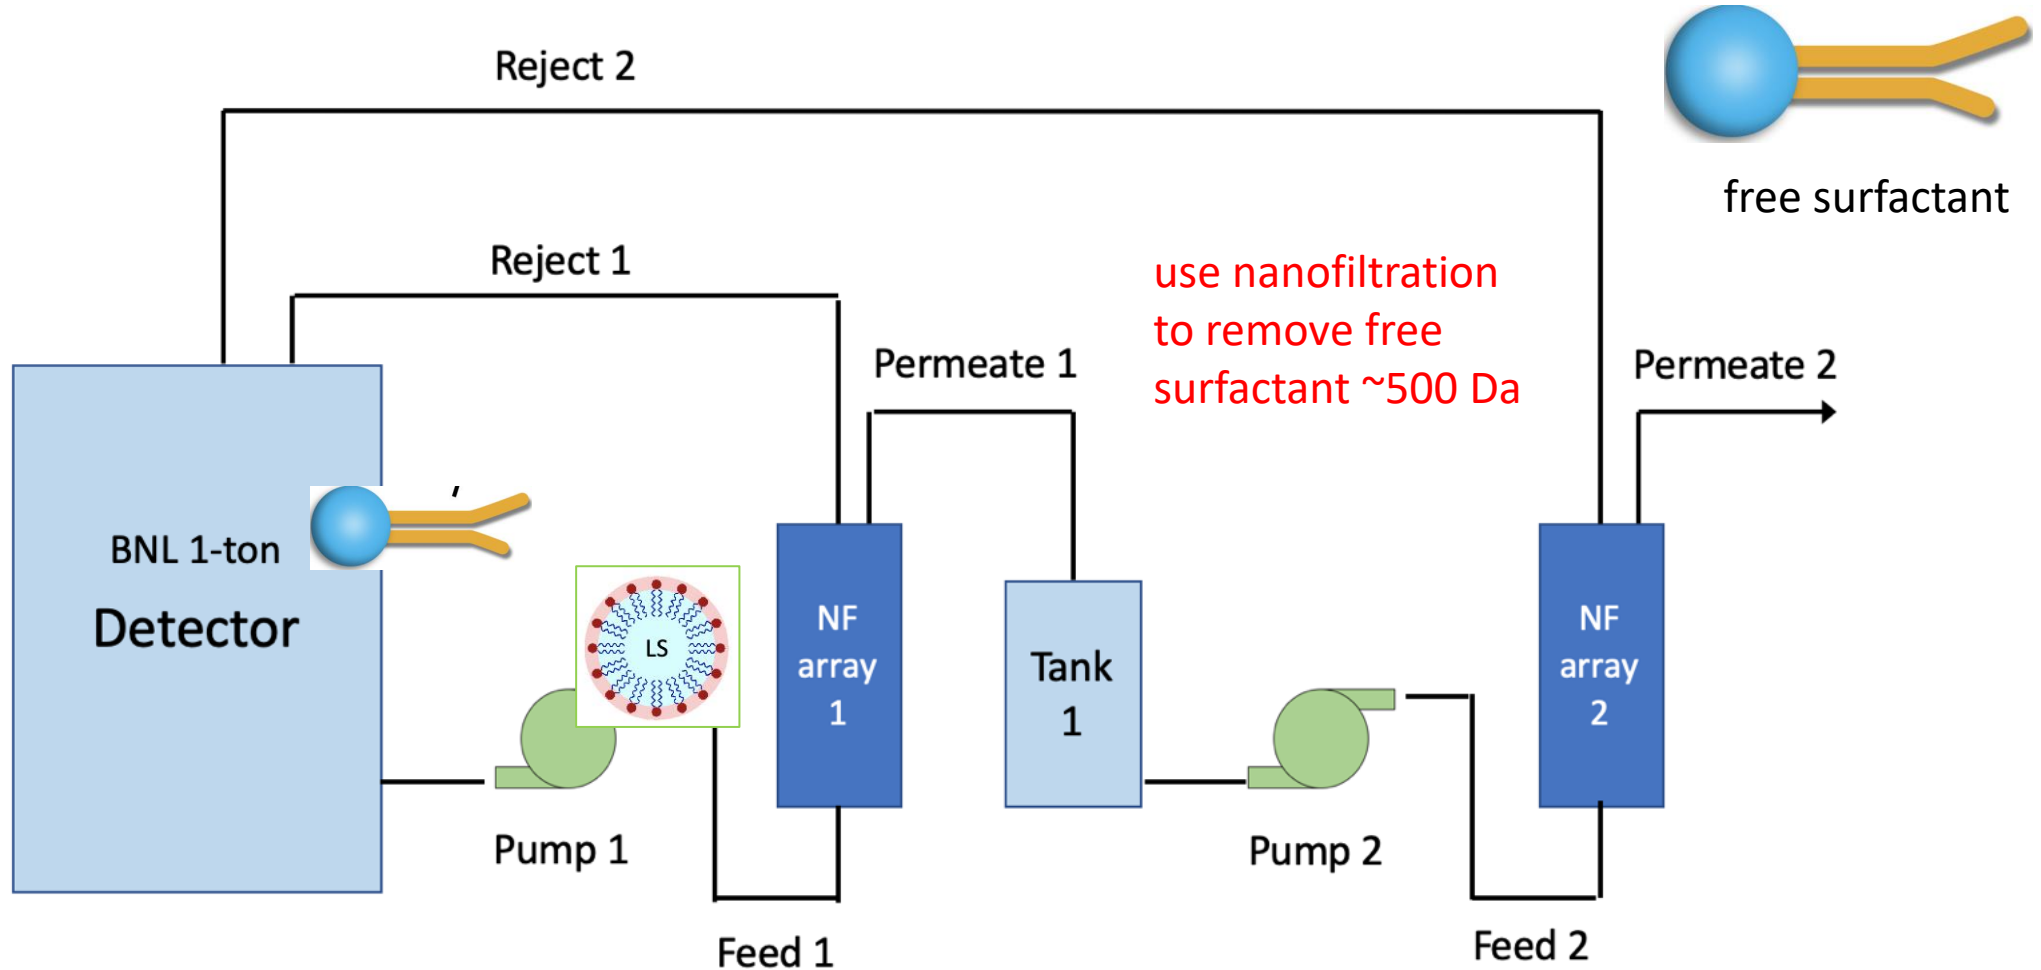 Reject 2
free surfactant
Reject 1
use nanofiltration
to remove free
surfactant ~500 Da
Permeate 1
Permeate 2
,
BNL 1-ton
Detector
LS
NF
array
1
Tank
1
NF
array
2
Pump 1
Pump 2
Feed 1
Feed 2